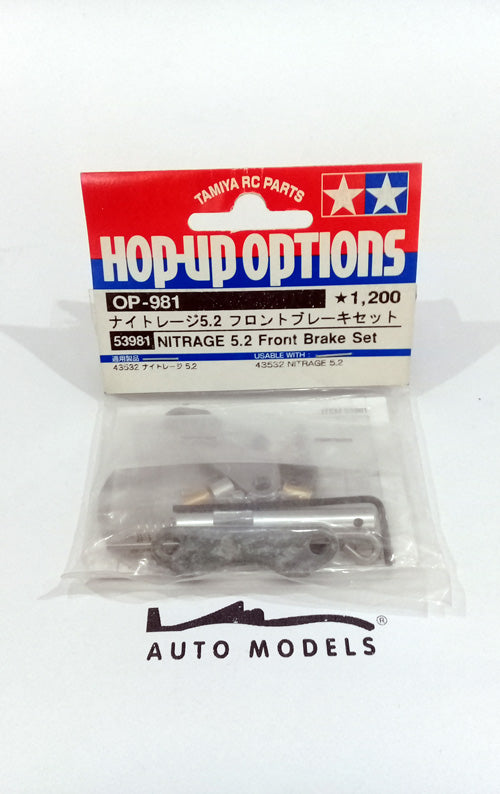 TAMIYA RC PARTS
HOP-UP OPTIONS
OP-981 ★1,200
ナイトレージ5.2 フロントブレーキセット
53981 NITRAGE 5.2 Front Brake Set
適用製品 USABLE WITH
43532 ナイトレージ 5.2 43532 NITRAGE 5.2
®
AUTO MODELS